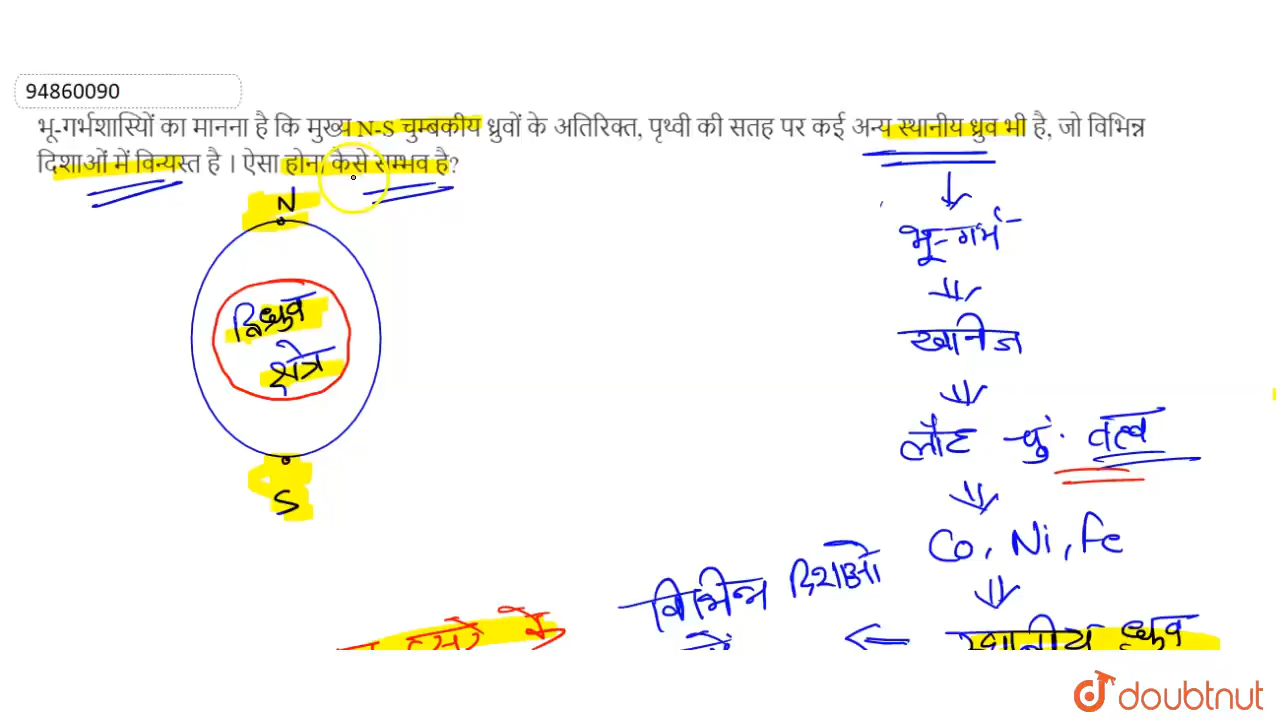 94860090
भू-गर्भशास्त्रियों का मानना है कि मुख्य N-S चुम्बकीय ध्रुवों के अतिरिक्त, पृथ्वी की सतह पर कई अन्य स्थानीय ध्रुव भी है, जो विभिन्न
दिशाओं में विन्यस्त है । ऐसा होना कैसे सम्भव है?
N
द्विध्रुव
क्षेत्र
S
भू-गर्भ
खनिज
लौह चुं. तत्व
Co, Ni, Fe
स्थानीय ध्रुव
विभिन्न दिशाओं
में
doubtnut